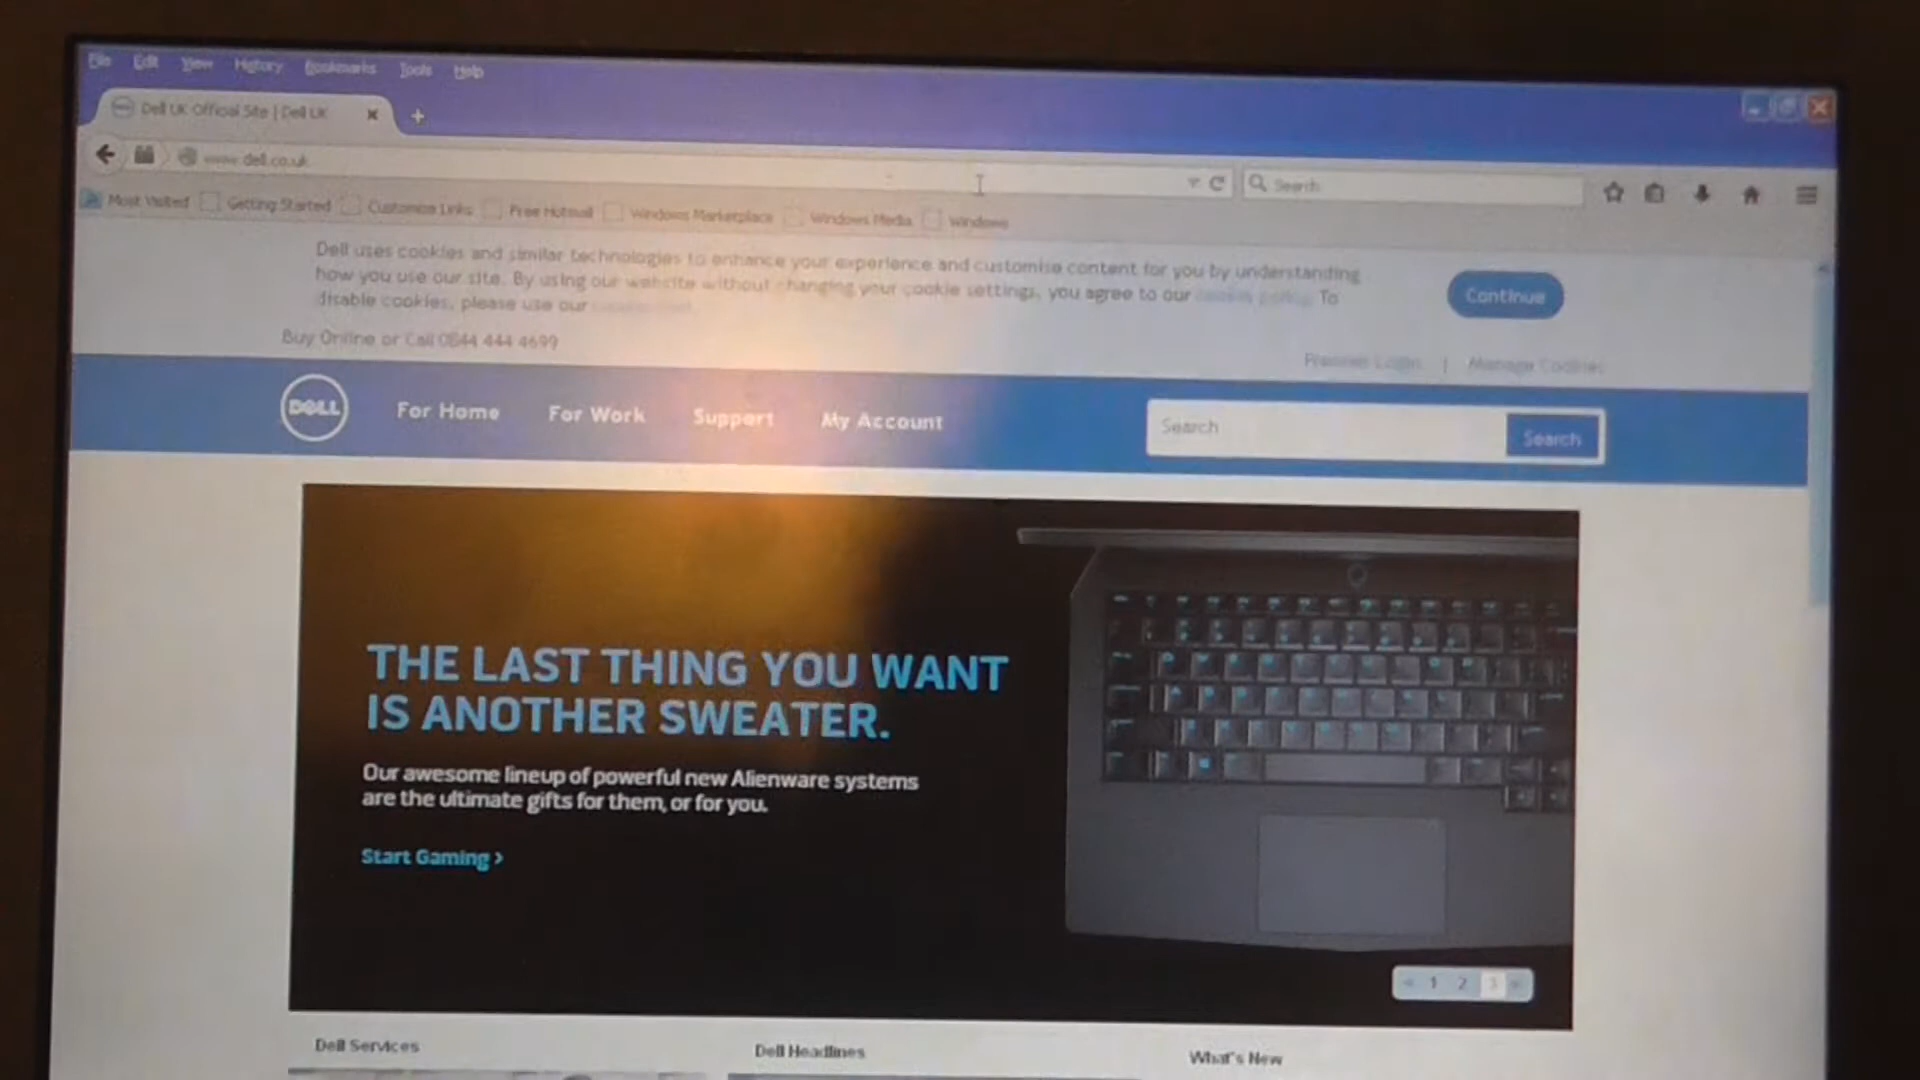 File Edit View History Bookmarks Tools Help
Dell UK Official Site | Dell UK
www.dell.co.uk
Search
Most Visited Getting Started Customize Links Free Hotmail Windows Marketplace Windows Media Windows
Dell uses cookies and similar technologies to enhance your experience and customise content for you by understanding
how you use our site. By using our website without changing your cookie settings, you agree to our cookie policy. To
disable cookies, please use our
Continue
Buy Online or Call 0844 444 4699
Premier Login | Manage Cookies
DELL For Home For Work Support My Account
Search Search
THE LAST THING YOU WANT
IS ANOTHER SWEATER.
Our awesome lineup of powerful new Alienware systems
are the ultimate gifts for them, or for you.
Start Gaming >
« 1 2 3 »
Dell Services Dell Headlines What's New